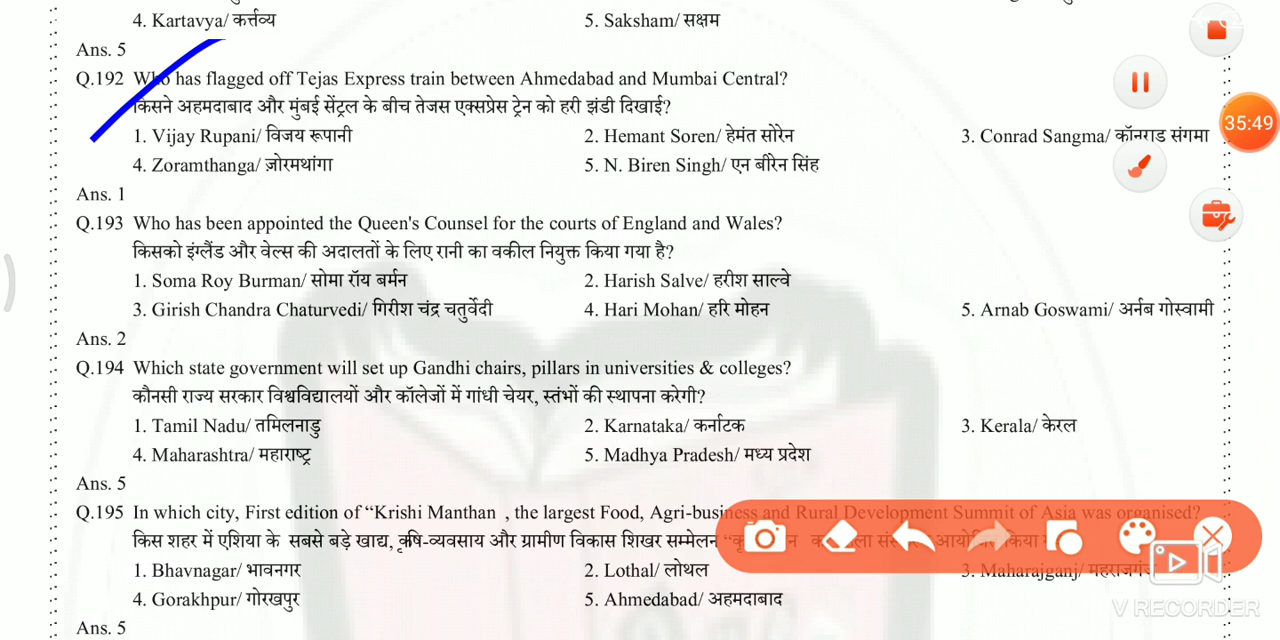 4. Kartavya/ कर्त्तव्य 5. Saksham/ सक्षम
Ans. 5
Q.192 Who has flagged off Tejas Express train between Ahmedabad and Mumbai Central?
किसने अहमदाबाद और मुंबई सेंट्रल के बीच तेजस एक्सप्रेस ट्रेन को हरी झंडी दिखाई?
1. Vijay Rupani/ विजय रूपानी 2. Hemant Soren/ हेमंत सोरेन 3. Conrad Sangma/ कॉनराड संगमा
35:49
4. Zoramthanga/ ज़ोरमथांगा 5. N. Biren Singh/ एन बीरेन सिंह
Ans. 1
Q.193 Who has been appointed the Queen's Counsel for the courts of England and Wales?
किसको इंग्लैंड और वेल्स की अदालतों के लिए रानी का वकील नियुक्त किया गया है?
1. Soma Roy Burman/ सोमा रॉय बर्मन 2. Harish Salve/ हरीश साल्वे
3. Girish Chandra Chaturvedi/ गिरीश चंद्र चतुर्वेदी 4. Hari Mohan/ हरि मोहन 5. Arnab Goswami/ अर्नब गोस्वामी
Ans. 2
Q.194 Which state government will set up Gandhi chairs, pillars in universities & colleges?
कौनसी राज्य सरकार विश्वविद्यालयों और कॉलेजों में गांधी चेयर, स्तंभों की स्थापना करेगी?
1. Tamil Nadu/ तमिलनाडु 2. Karnataka/ कर्नाटक 3. Kerala/ केरल
4. Maharashtra/ महाराष्ट्र 5. Madhya Pradesh/ मध्य प्रदेश
Ans. 5
Q.195 In which city, First edition of “Krishi Manthan , the largest Food, Agri-business and Rural Development Summit of Asia was organised?
किस शहर में एशिया के सबसे बड़े खाद्य, कृषि-व्यवसाय और ग्रामीण विकास शिखर सम्मेलन
1. Bhavnagar/ भावनगर 2. Lothal/ लोथल 3. Maharajganj/ महाराजगंज
4. Gorakhpur/ गोरखपुर 5. Ahmedabad/ अहमदाबाद
V RECORDER
Ans. 5